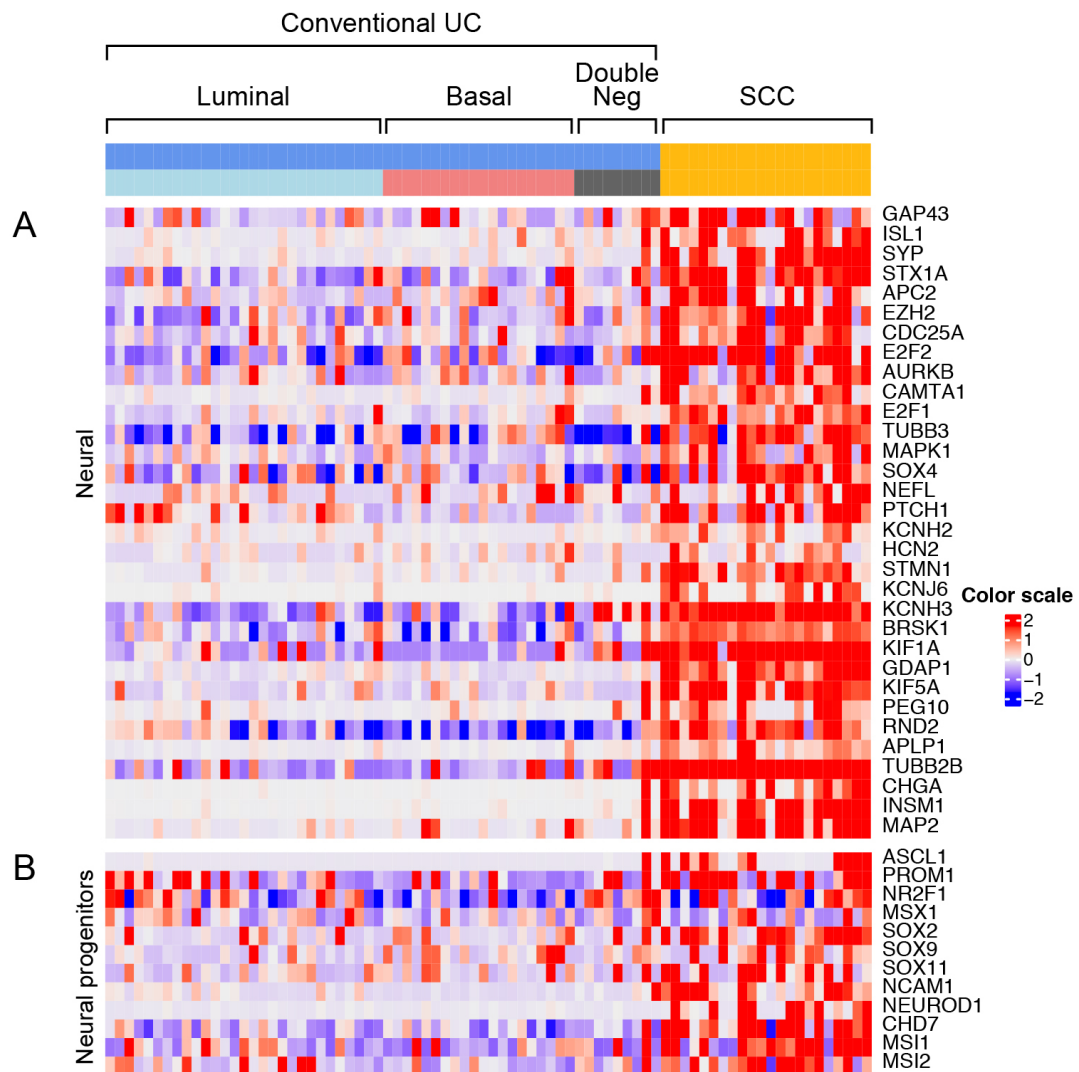 Conventional UC
Luminal
Basal
Double
Neg
SCC
A
Neural
GAP43
ISL1
SYP
STX1A
APC2
EZH2
CDC25A
E2F2
AURKB
CAMTA1
E2F1
TUBB3
MAPK1
SOX4
NEFL
PTCH1
KCNH2
HCN2
STMN1
KCNJ6
KCNH3
BRSK1
KIF1A
GDAP1
KIF5A
PEG10
RND2
APLP1
TUBB2B
CHGA
INSM1
MAP2
Color scale
2
1
0
−1
−2
B
Neural progenitors
ASCL1
PROM1
NR2F1
MSX1
SOX2
SOX9
SOX11
NCAM1
NEUROD1
CHD7
MSI1
MSI2